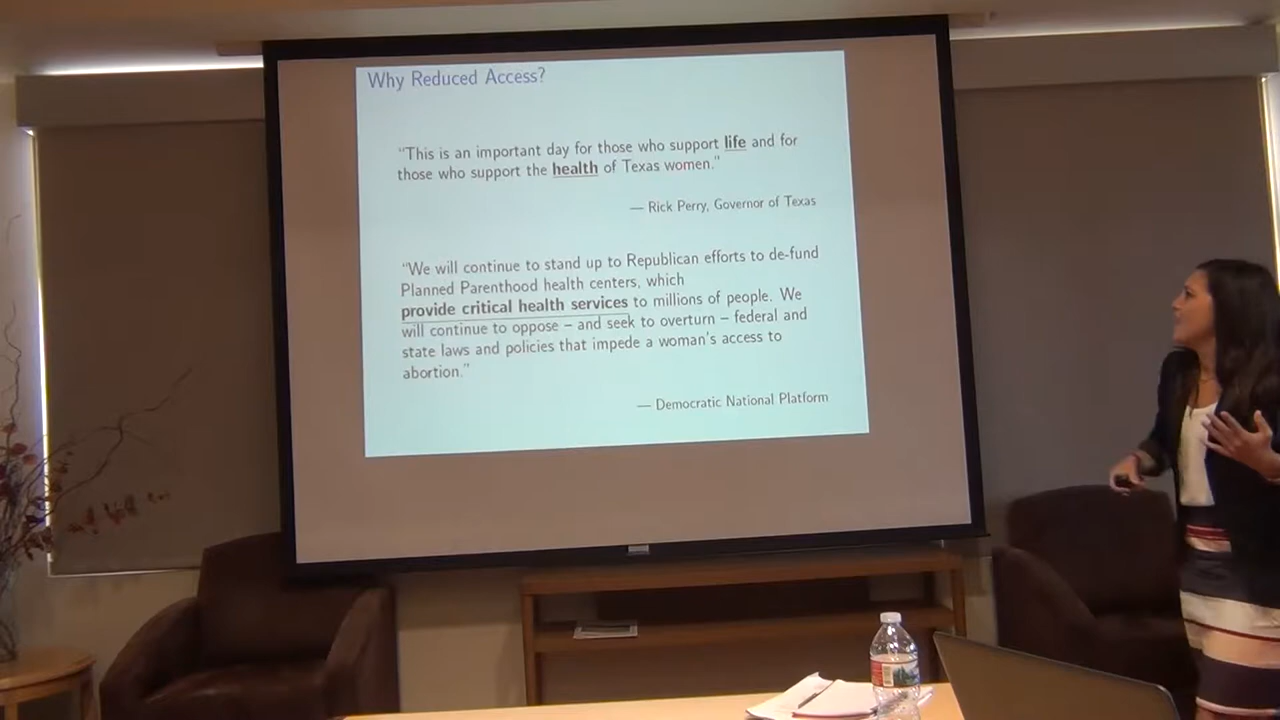 Why Reduced Access?
“This is an important day for those who support life and for
those who support the health of Texas women.”
— Rick Perry, Governor of Texas
“We will continue to stand up to Republican efforts to de-fund
Planned Parenthood health centers, which
provide critical health services to millions of people. We
will continue to oppose – and seek to overturn – federal and
state laws and policies that impede a woman's access to
abortion.”
— Democratic National Platform